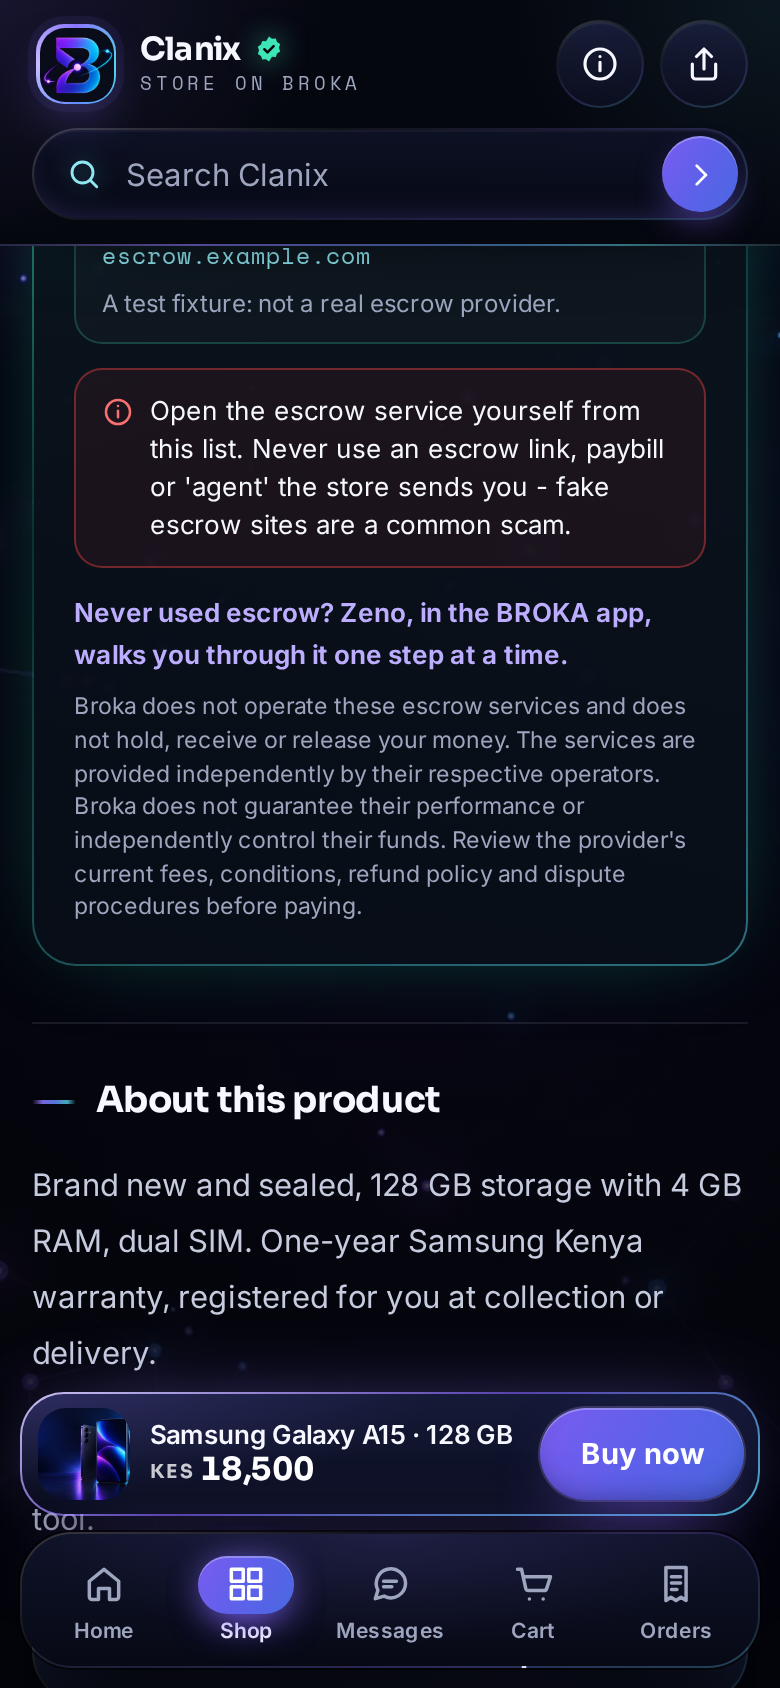 Clanix
STORE ON BROKA
Search Clanix
escrow.example.com
A test fixture: not a real escrow provider.
Open the escrow service yourself from
this list. Never use an escrow link, paybill
or 'agent' the store sends you - fake
escrow sites are a common scam.
Never used escrow? Zeno, in the BROKA app,
walks you through it one step at a time.
Broka does not operate these escrow services and does
not hold, receive or release your money. The services are
provided independently by their respective operators.
Broka does not guarantee their performance or
independently control their funds. Review the provider's
current fees, conditions, refund policy and dispute
procedures before paying.
About this product
Brand new and sealed, 128 GB storage with 4 GB
RAM, dual SIM. One-year Samsung Kenya
warranty, registered for you at collection or
delivery.
Samsung Galaxy A15 · 128 GB
KES 18,500
Buy now
tool.
Home
Shop
Messages
Cart
Orders